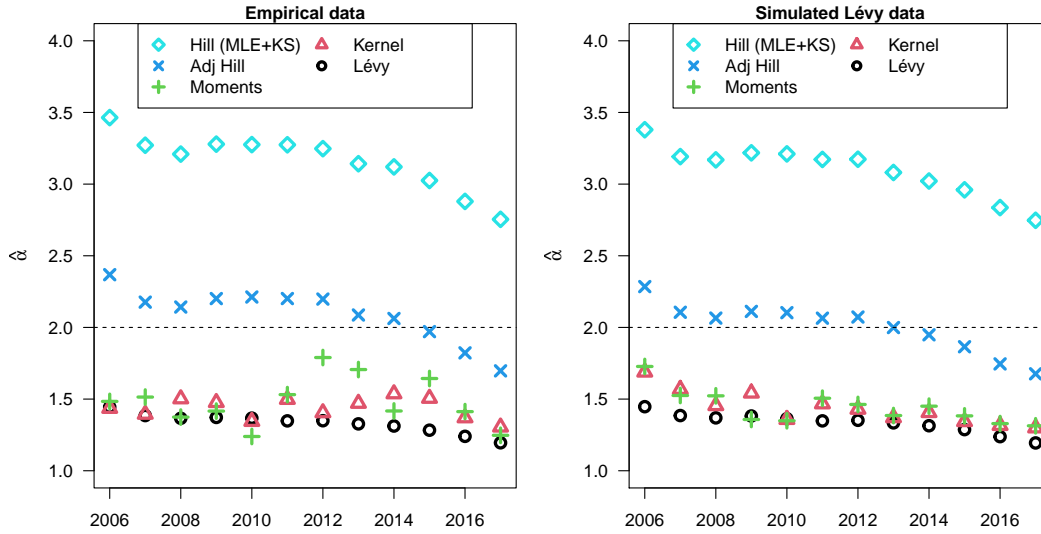 Empirical data
4.0
3.5
3.0
2.5
2.0
1.5
1.0
α̂
Hill (MLE+KS)
Adj Hill
Moments
Kernel
Lévy
2006 2008 2010 2012 2014 2016
Simulated Lévy data
4.0
3.5
3.0
2.5
2.0
1.5
1.0
α̂
Hill (MLE+KS)
Adj Hill
Moments
Kernel
Lévy
2006 2008 2010 2012 2014 2016